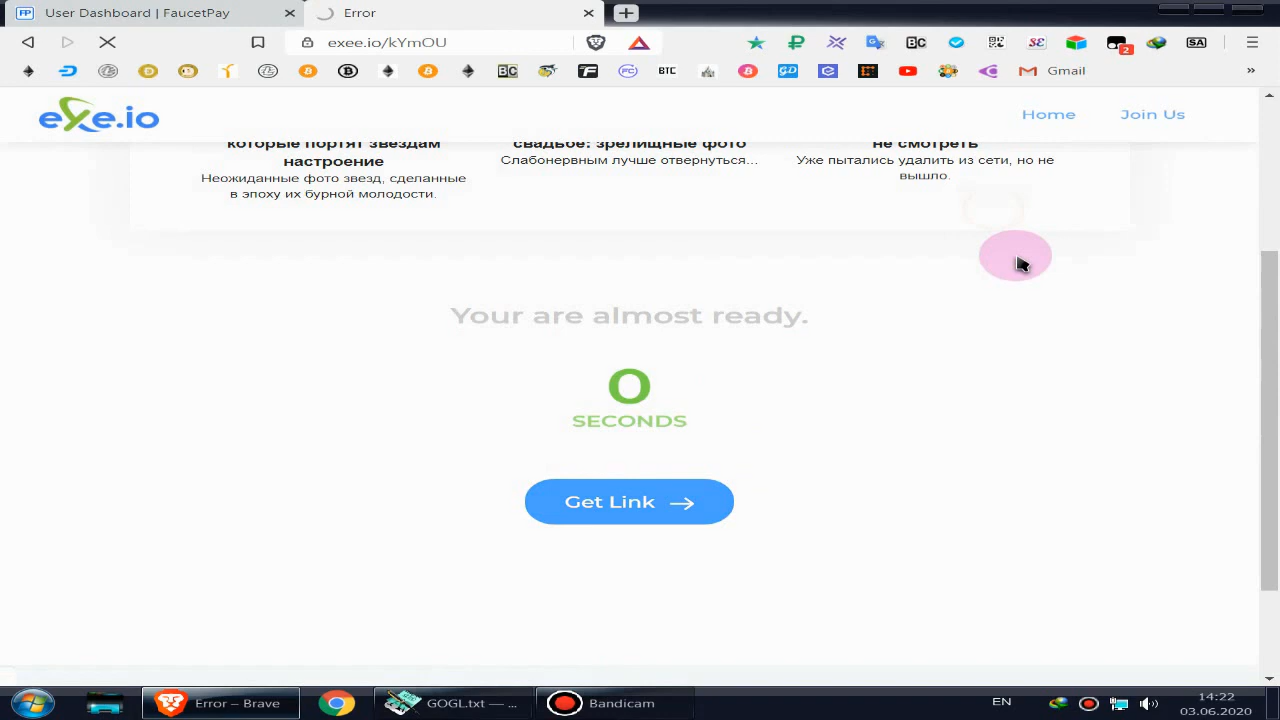 User Dashboard | FaucetPay
Error
exee.io/kYmOU
2
SA
BTC
Gmail
eXe.io
Home
Join Us
которые портят звездам
настроение
Неожиданные фото звезд, сделанные
в эпоху их бурной молодости.
свадьбе: зрелищные фото
Слабонервным лучше отвернуться...
не смотреть
Уже пытались удалить из сети, но не
вышло.
Your are almost ready.
0
SECONDS
Get Link
Error – Brave
GOGL.txt — ...
Bandicam
EN
14:22
03.06.2020